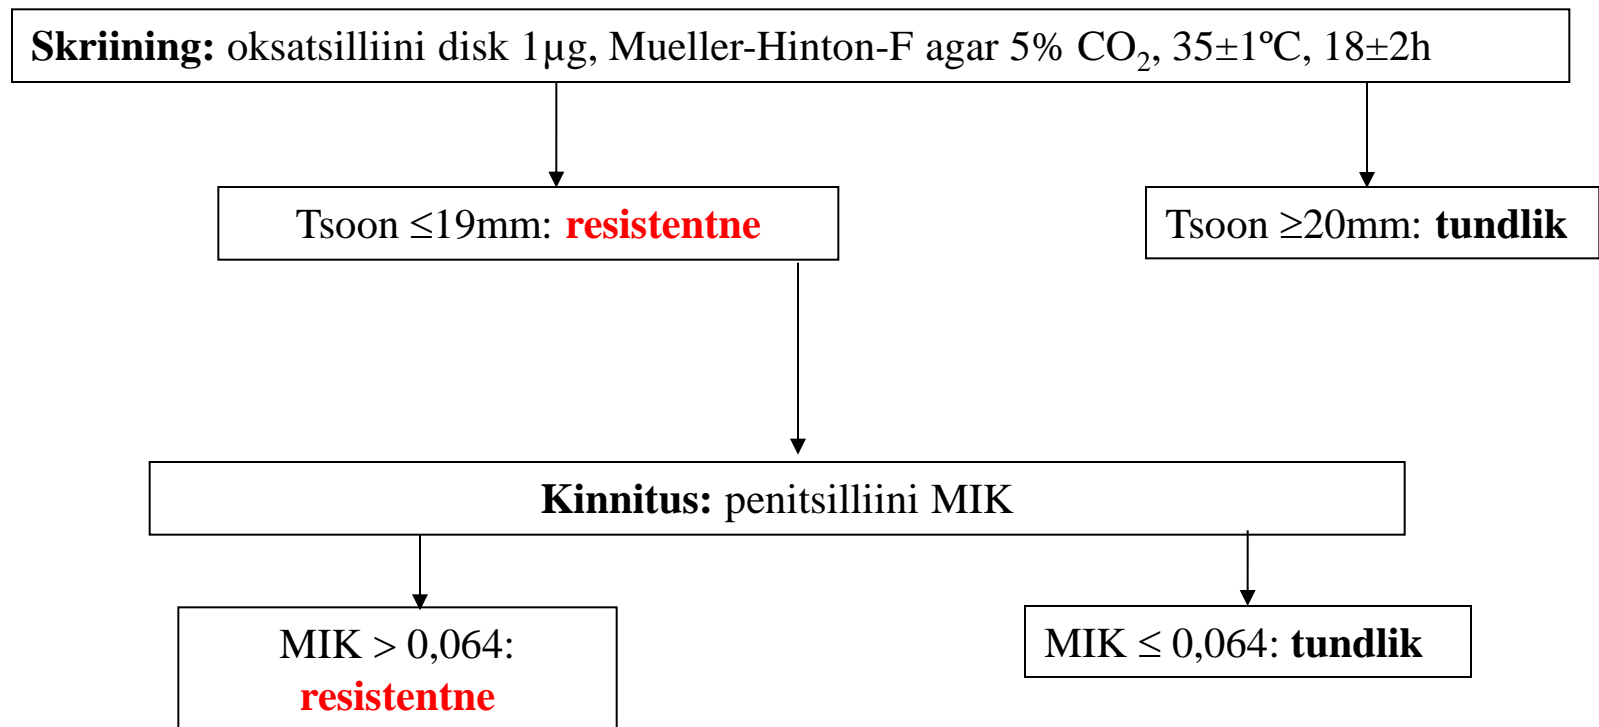 Skriining: oksatsilliini disk 1µg, Mueller-Hinton-F agar 5% CO₂, 35±1ºC, 18±2h
Tsoon ≤19mm: resistentne
Tsoon ≥20mm: tundlik
Kinnitus: penitsilliini MIK
MIK > 0,064:
resistentne
MIK ≤ 0,064: tundlik